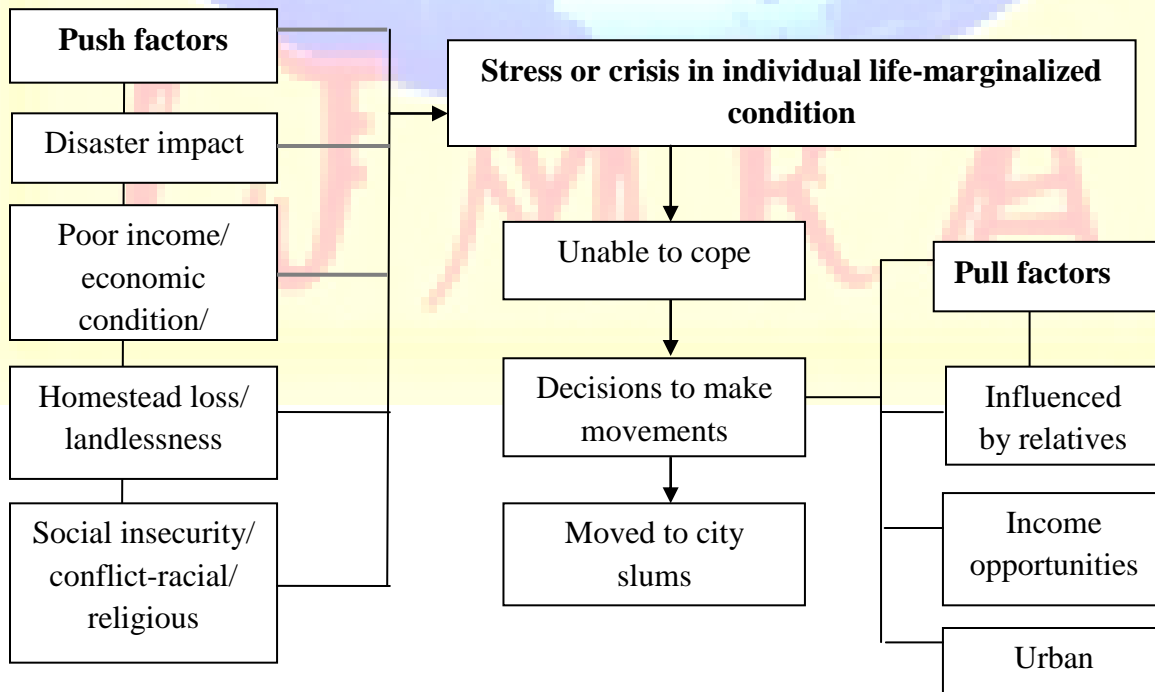 Push factors
Disaster impact
Poor income/
economic
condition/
Homestead loss/
landlessness
Social insecurity/
conflict-racial/
religious
Stress or crisis in individual life-marginalized
condition
Unable to cope
Decisions to make
movements
Moved to city
slums
Pull factors
Influenced
by relatives
Income
opportunities
Urban
IJMRA